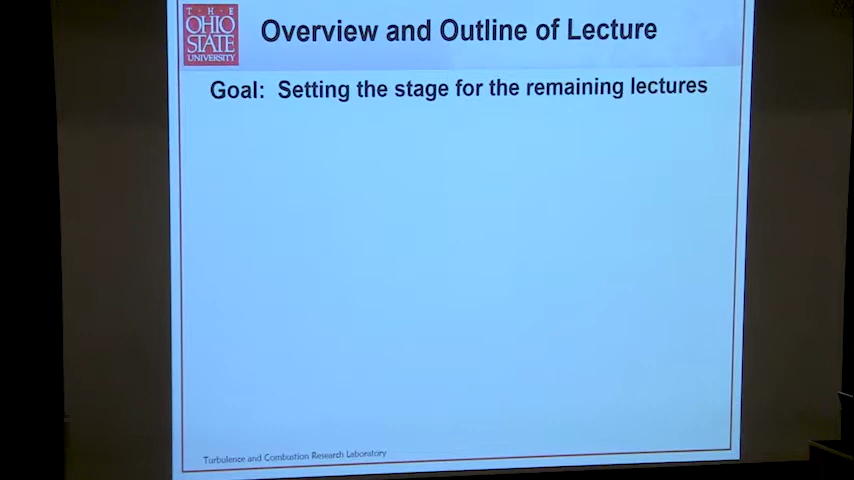 T · H · E
OHIO
STATE
UNIVERSITY
Overview and Outline of Lecture
Goal: Setting the stage for the remaining lectures
Turbulence and Combustion Research Laboratory